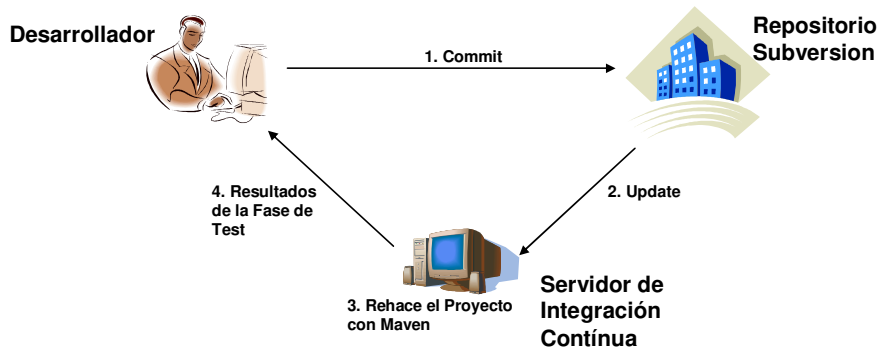 Desarrollador
Repositorio
Subversion
1. Commit
4. Resultados
de la Fase de
Test
2. Update
3. Rehace el Proyecto
con Maven
Servidor de
Integración
Contínua